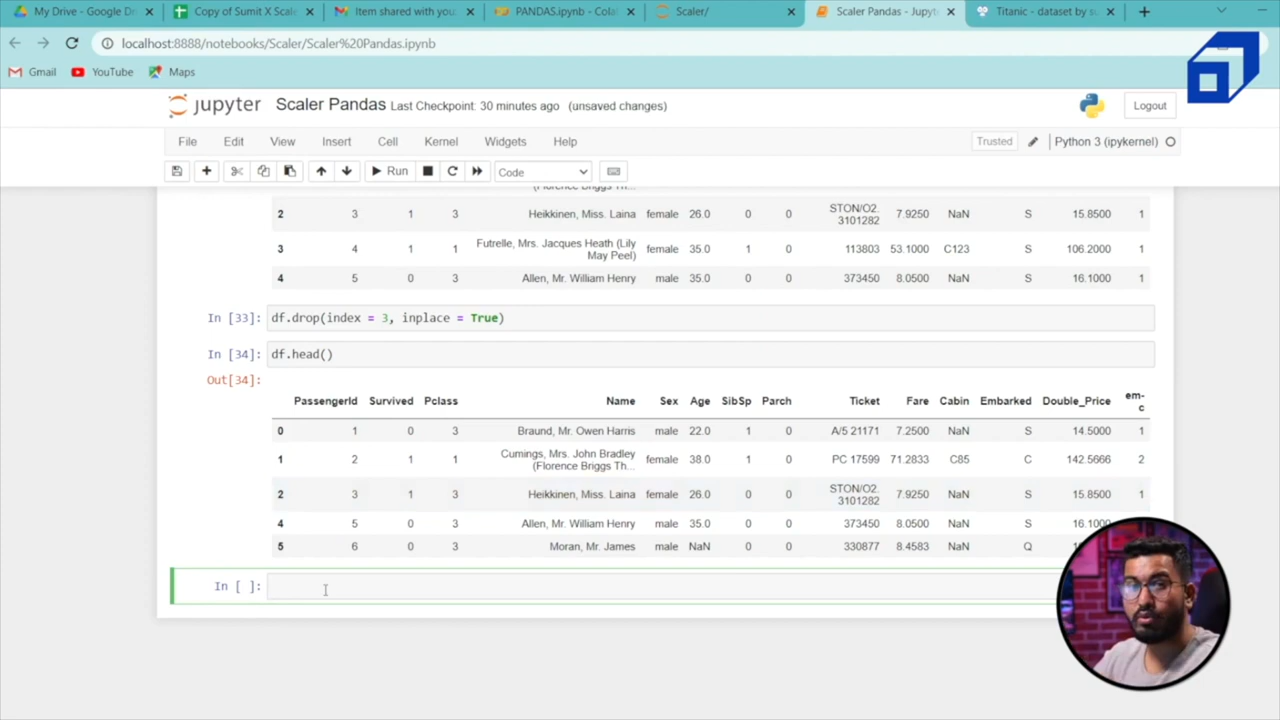 My Drive - Google Dr
Copy of Sumit X Scale
Item shared with you
PANDAS.ipynb - Colab
Scaler/
Scaler Pandas - Jupyte
Titanic - dataset by su
localhost:8888/notebooks/Scaler/Scaler%20Pandas.ipynb
Gmail YouTube Maps
jupyter Scaler Pandas Last Checkpoint: 30 minutes ago (unsaved changes) Logout
File Edit View Insert Cell Kernel Widgets Help Trusted Python 3 (ipykernel)
Run Code
(Florence Briggs Th...
2 3 1 3 Heikkinen, Miss. Laina female 26.0 0 0 STON/O2. 3101282 7.9250 NaN S 15.8500 1
3 4 1 1 Futrelle, Mrs. Jacques Heath (Lily May Peel) female 35.0 1 0 113803 53.1000 C123 S 106.2000 1
4 5 0 3 Allen, Mr. William Henry male 35.0 0 0 373450 8.0500 NaN S 16.1000 1
In [33]: df.drop(index = 3, inplace = True)
In [34]: df.head()
Out[34]:
PassengerId Survived Pclass Name Sex Age SibSp Parch Ticket Fare Cabin Embarked Double_Price em-c
0 1 0 3 Braund, Mr. Owen Harris male 22.0 1 0 A/5 21171 7.2500 NaN S 14.5000 1
1 2 1 1 Cumings, Mrs. John Bradley (Florence Briggs Th... female 38.0 1 0 PC 17599 71.2833 C85 C 142.5666 2
2 3 1 3 Heikkinen, Miss. Laina female 26.0 0 0 STON/O2. 3101282 7.9250 NaN S 15.8500 1
4 5 0 3 Allen, Mr. William Henry male 35.0 0 0 373450 8.0500 NaN S 16.1000
5 6 0 3 Moran, Mr. James male NaN 0 0 330877 8.4583 NaN Q
In [ ]: